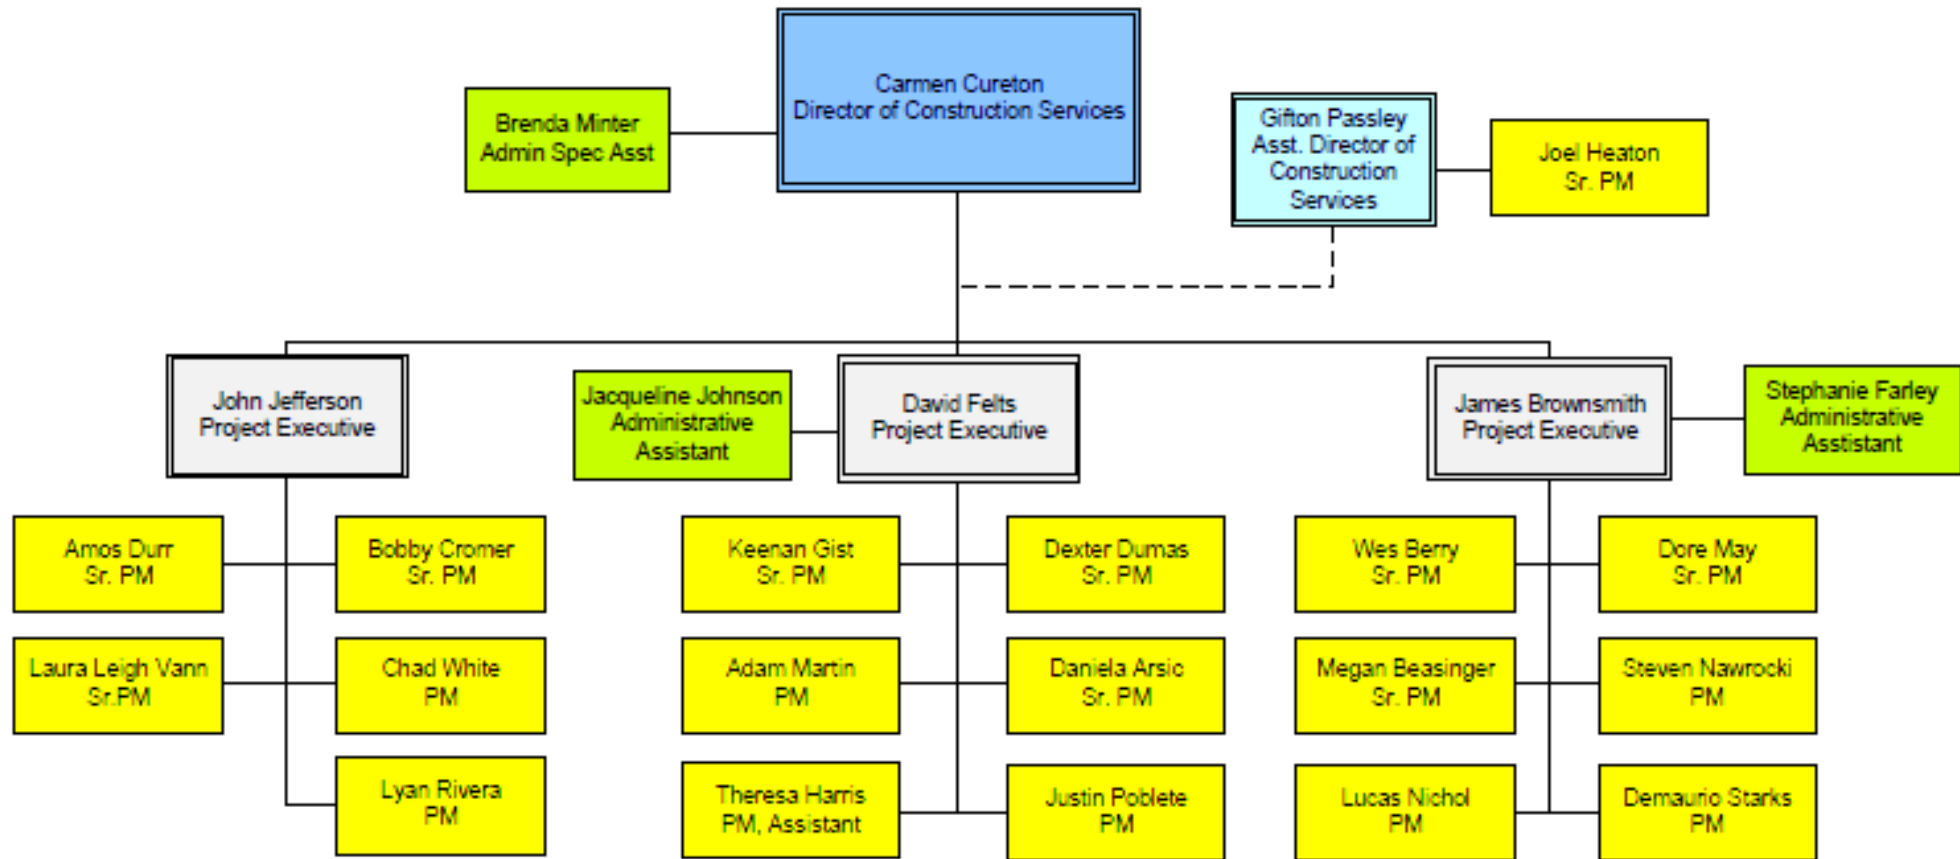 Carmen Cureton
Director of Construction Services
Brenda Minter
Admin Spec Asst
Gifton Passley
Asst. Director of
Construction
Services
Joel Heaton
Sr. PM
John Jefferson
Project Executive
Jacqueline Johnson
Administrative
Assistant
David Felts
Project Executive
James Brownsmith
Project Executive
Stephanie Farley
Administrative
Asstistant
Amos Durr
Sr. PM
Bobby Cromer
Sr. PM
Keenan Gist
Sr. PM
Dexter Dumas
Sr. PM
Wes Berry
Sr. PM
Dore May
Sr. PM
Laura Leigh Vann
Sr.PM
Chad White
PM
Adam Martin
PM
Daniela Arsic
Sr. PM
Megan Beasinger
Sr. PM
Steven Nawrocki
PM
Lyan Rivera
PM
Theresa Harris
PM, Assistant
Justin Poblete
PM
Lucas Nichol
PM
Demaurio Starks
PM